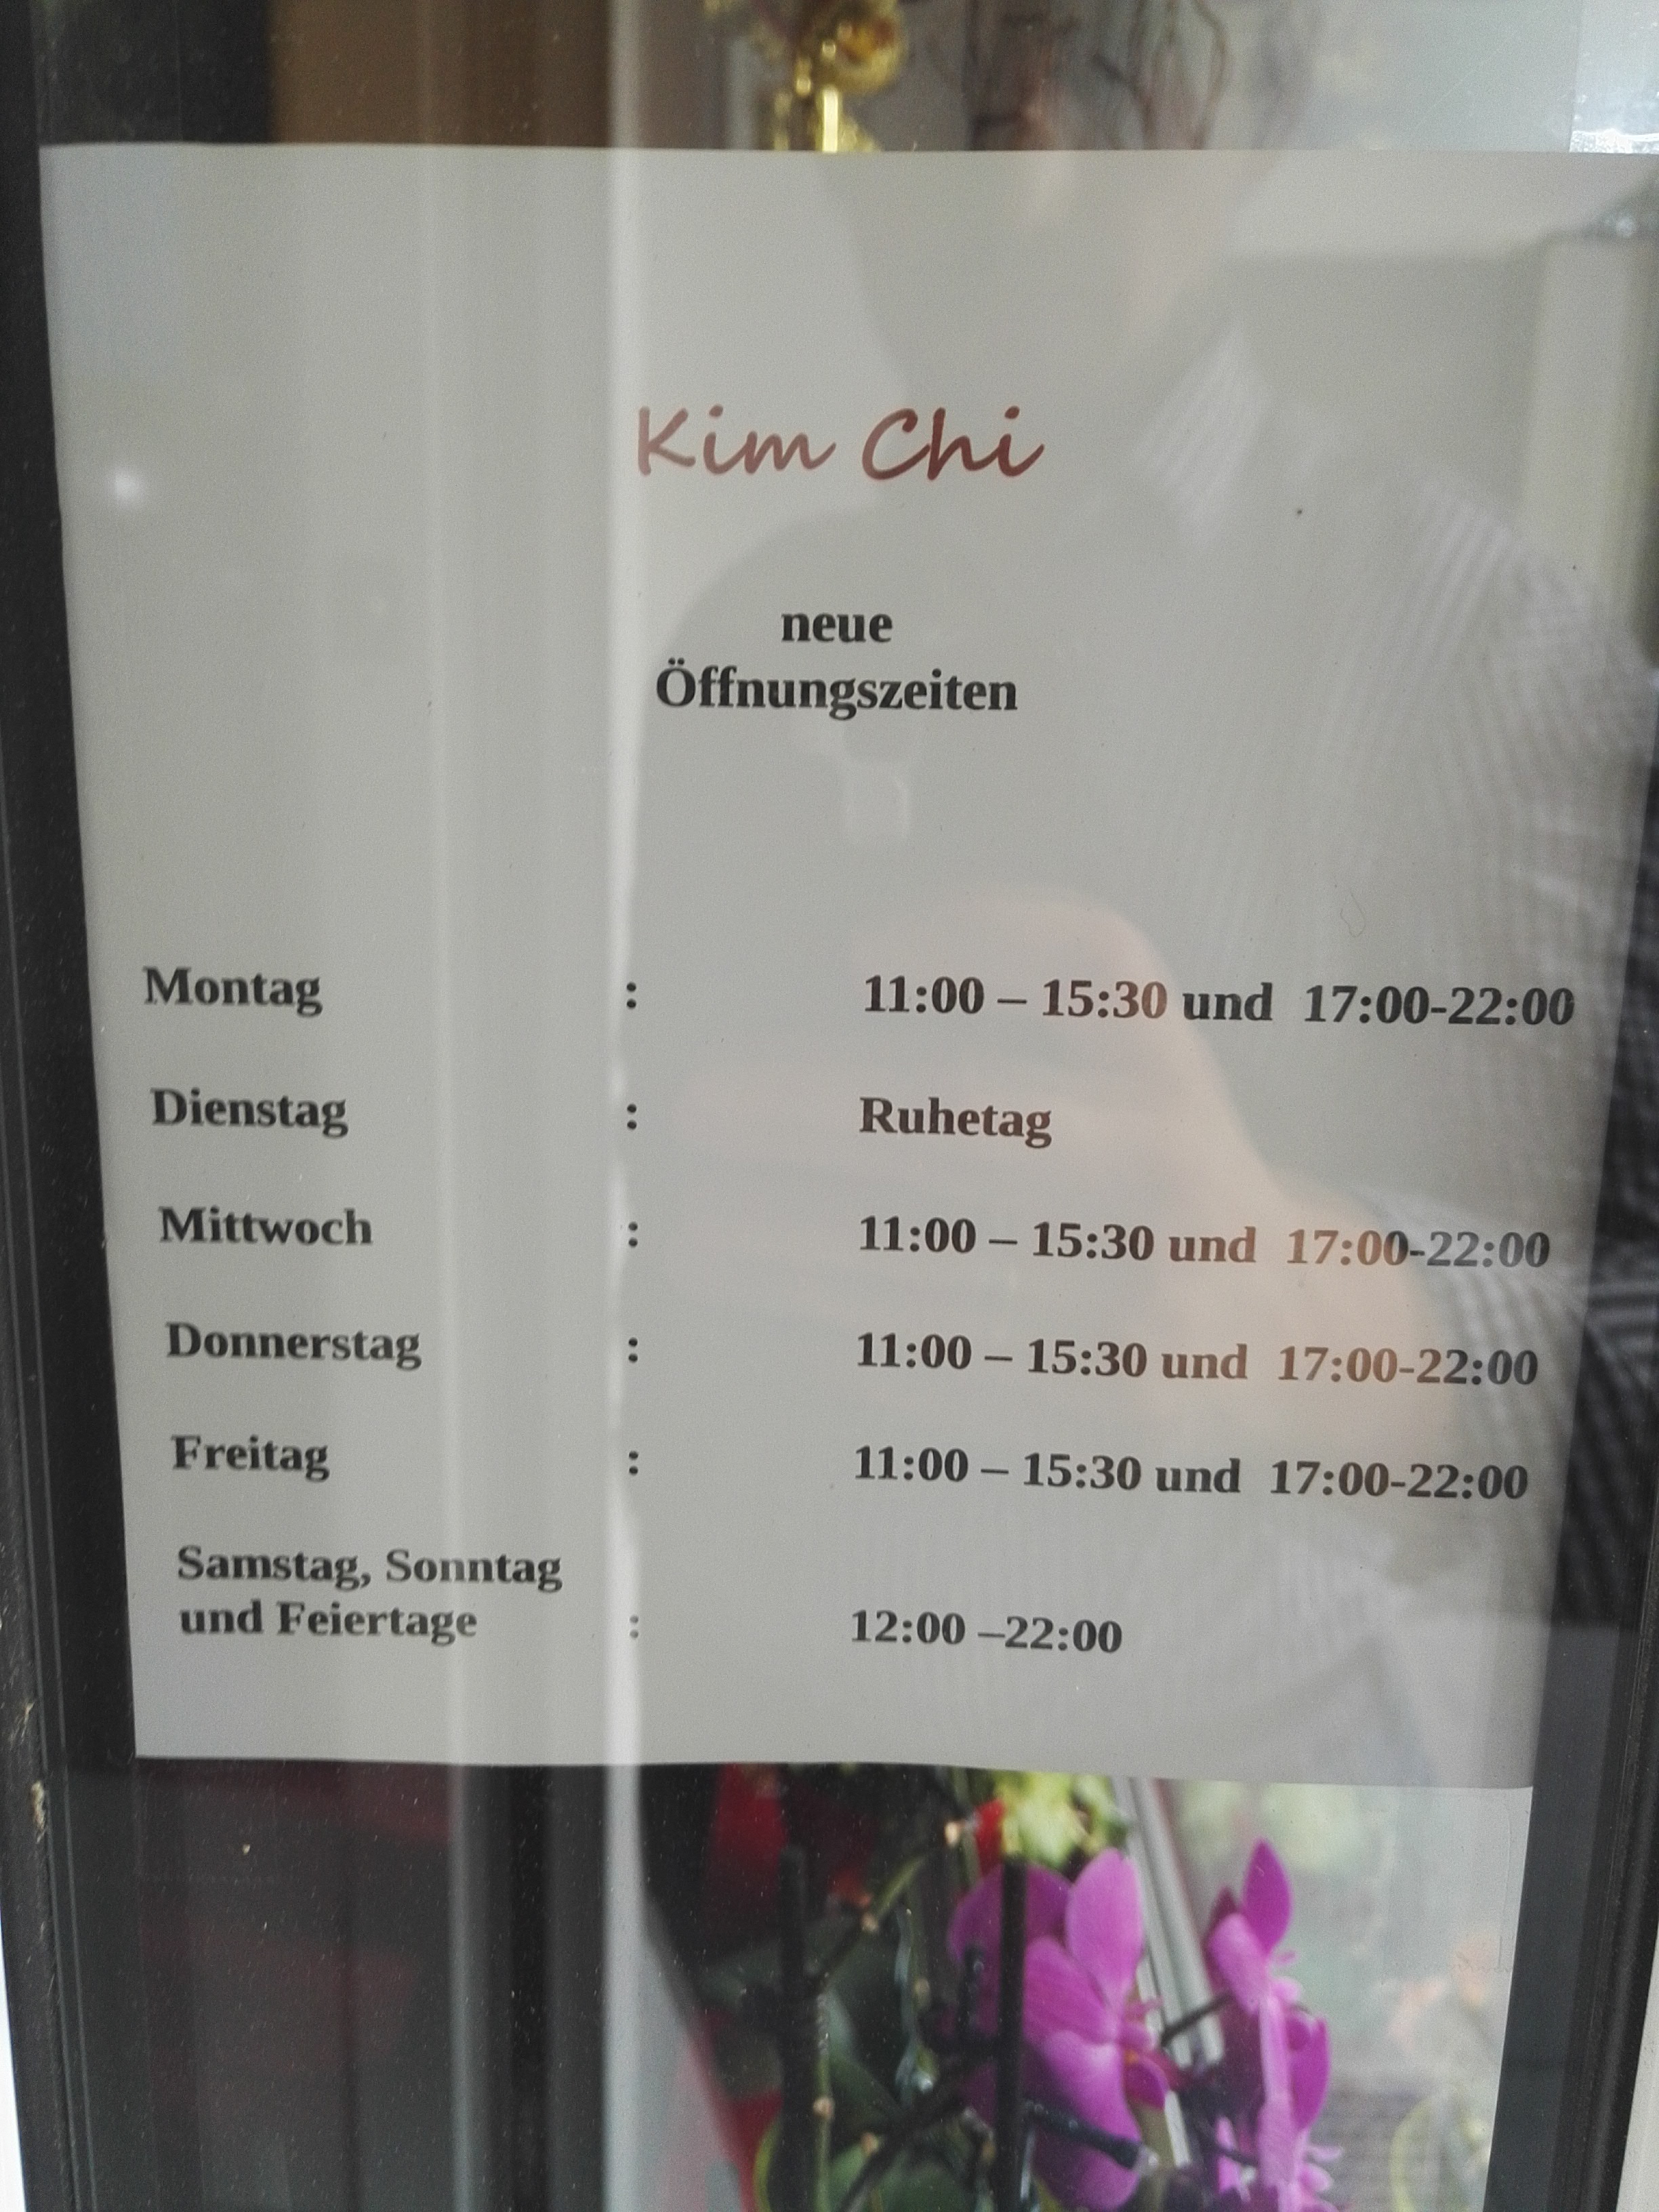 Kim Chi
neue
Öffnungszeiten
Montag : 11:00 – 15:30 und 17:00-22:00
Dienstag : Ruhetag
Mittwoch : 11:00 – 15:30 und 17:00-22:00
Donnerstag : 11:00 – 15:30 und 17:00-22:00
Freitag : 11:00 – 15:30 und 17:00-22:00
Samstag, Sonntag
und Feiertage : 12:00 –22:00